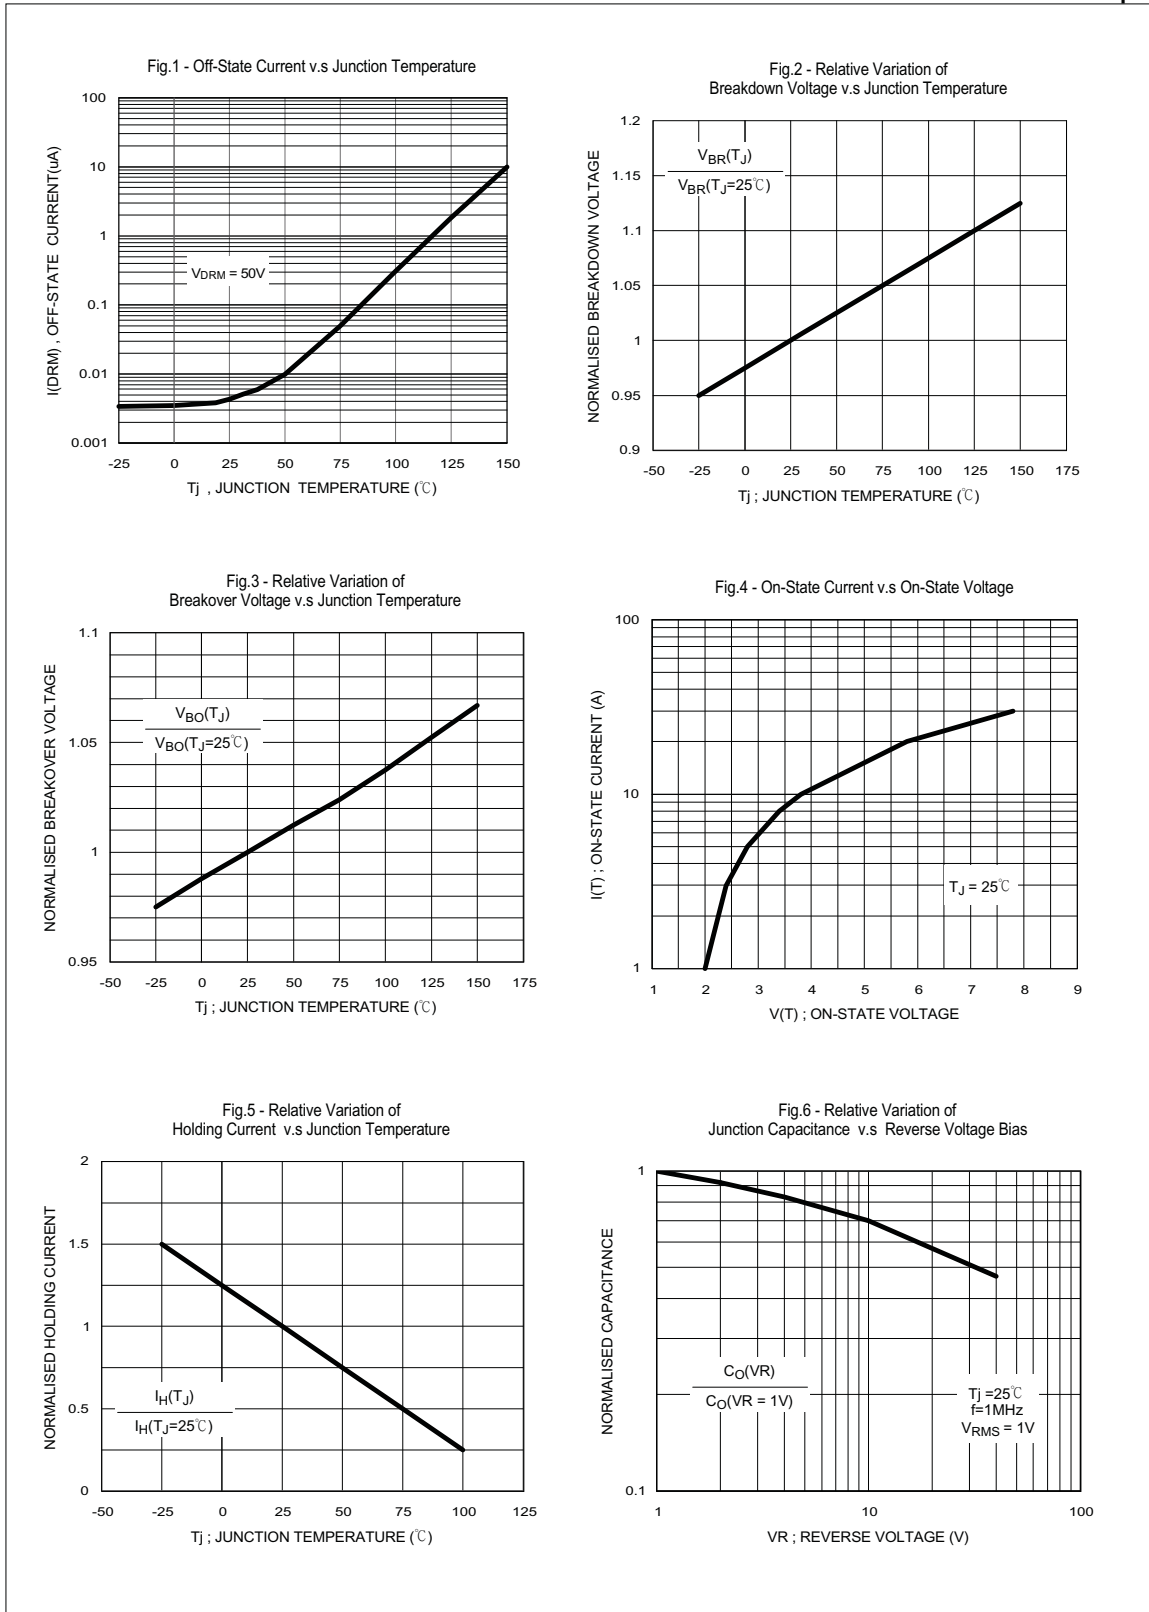 Fig.1 - Off-State Current v.s Junction Temperature
100
10
1
0.1
0.01
0.001
I(DRM) , OFF-STATE CURRENT(uA)
VDRM = 50V
-25 0 25 50 75 100 125 150
Tj , JUNCTION TEMPERATURE (℃)
Fig.2 - Relative Variation of
Breakdown Voltage v.s Junction Temperature
1.2
1.15
1.1
1.05
1
0.95
0.9
NORMALISED BREAKDOWN VOLTAGE
VBR(TJ)
VBR(TJ=25℃)
-50 -25 0 25 50 75 100 125 150 175
Tj ; JUNCTION TEMPERATURE (℃)
Fig.3 - Relative Variation of
Breakover Voltage v.s Junction Temperature
1.1
1.05
1
0.95
NORMALISED BREAKOVER VOLTAGE
VBO(TJ)
VBO(TJ=25℃)
-50 -25 0 25 50 75 100 125 150 175
Tj ; JUNCTION TEMPERATURE (℃)
Fig.4 - On-State Current v.s On-State Voltage
100
10
1
I(T) ; ON-STATE CURRENT (A)
TJ = 25℃
1 2 3 4 5 6 7 8 9
V(T) ; ON-STATE VOLTAGE
Fig.5 - Relative Variation of
Holding Current v.s Junction Temperature
2
1.5
1
0.5
0
NORMALISED HOLDING CURRENT
IH(TJ)
IH(TJ=25℃)
-50 -25 0 25 50 75 100 125
Tj ; JUNCTION TEMPERATURE (℃)
Fig.6 - Relative Variation of
Junction Capacitance v.s Reverse Voltage Bias
1
0.1
NORMALISED CAPACITANCE
CO(VR)
CO(VR = 1V)
Tj =25℃
f=1MHz
VRMS = 1V
1 10 100
VR ; REVERSE VOLTAGE (V)